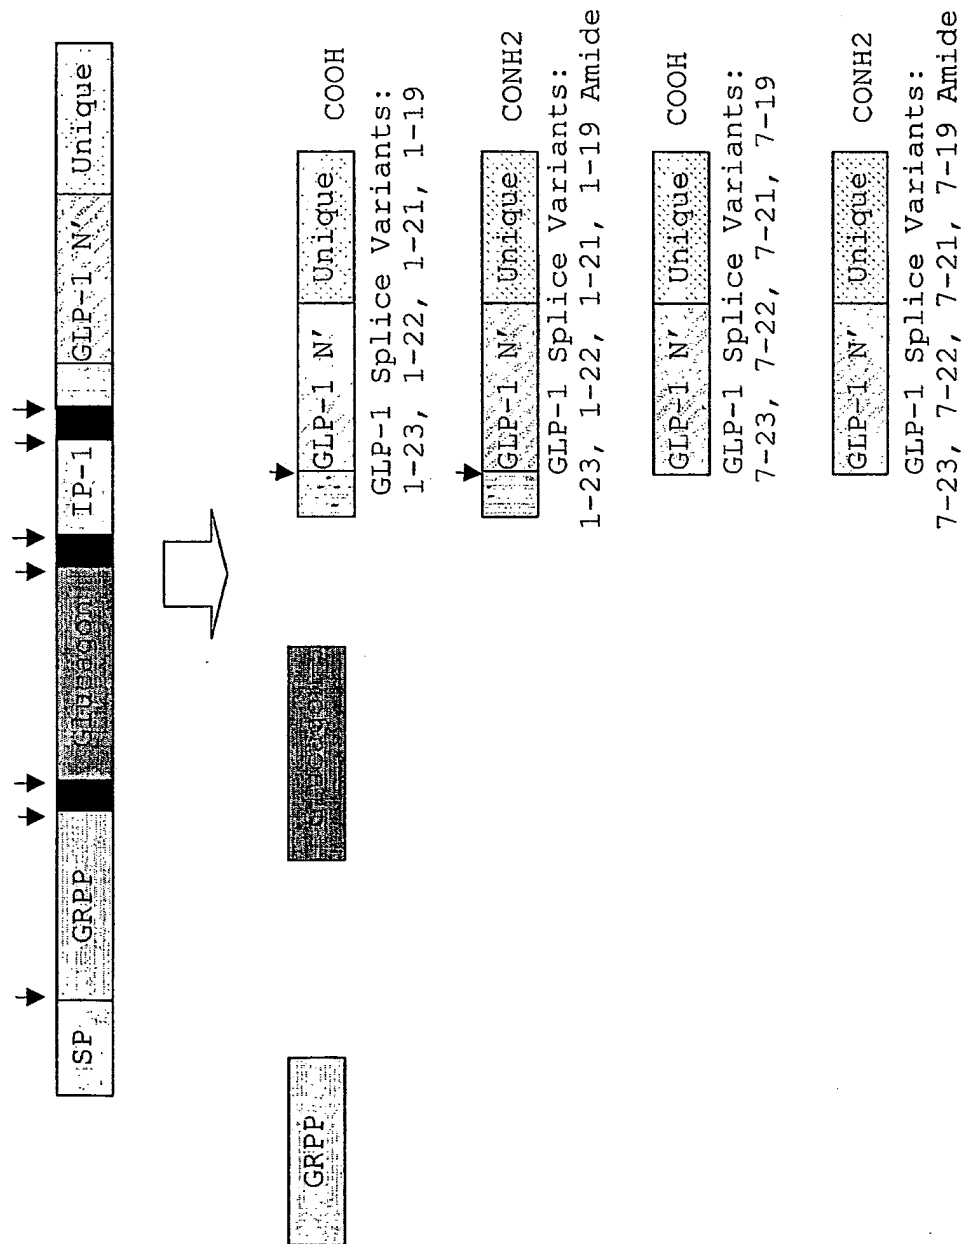 SP GRPP Glucagon IP-1 GLP-1 N' Unique
GRPP
Glucagon
GLP-1 N' Unique COOH
GLP-1 Splice Variants:
1-23, 1-22, 1-21, 1-19
GLP-1 N' Unique CONH2
GLP-1 Splice Variants:
1-23, 1-22, 1-21, 1-19 Amide
GLP-1 N' Unique COOH
GLP-1 Splice Variants:
7-23, 7-22, 7-21, 7-19
GLP-1 N' Unique CONH2
GLP-1 Splice Variants:
7-23, 7-22, 7-21, 7-19 Amide